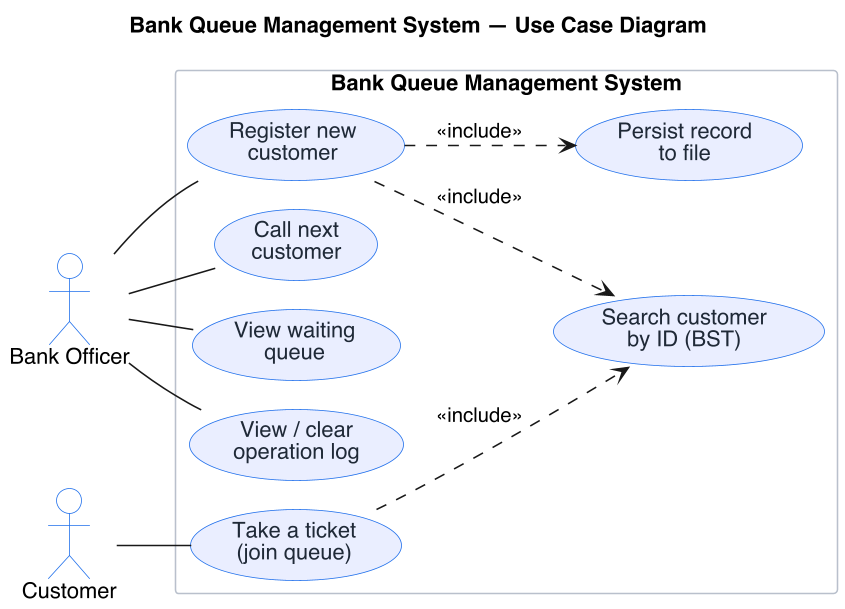 Bank Queue Management System — Use Case Diagram
Bank Queue Management System
Register new
customer
«include»
Persist record
to file
«include»
Call next
customer
Bank Officer
View waiting
queue
Search customer
by ID (BST)
View / clear
operation log
«include»
Take a ticket
(join queue)
Customer